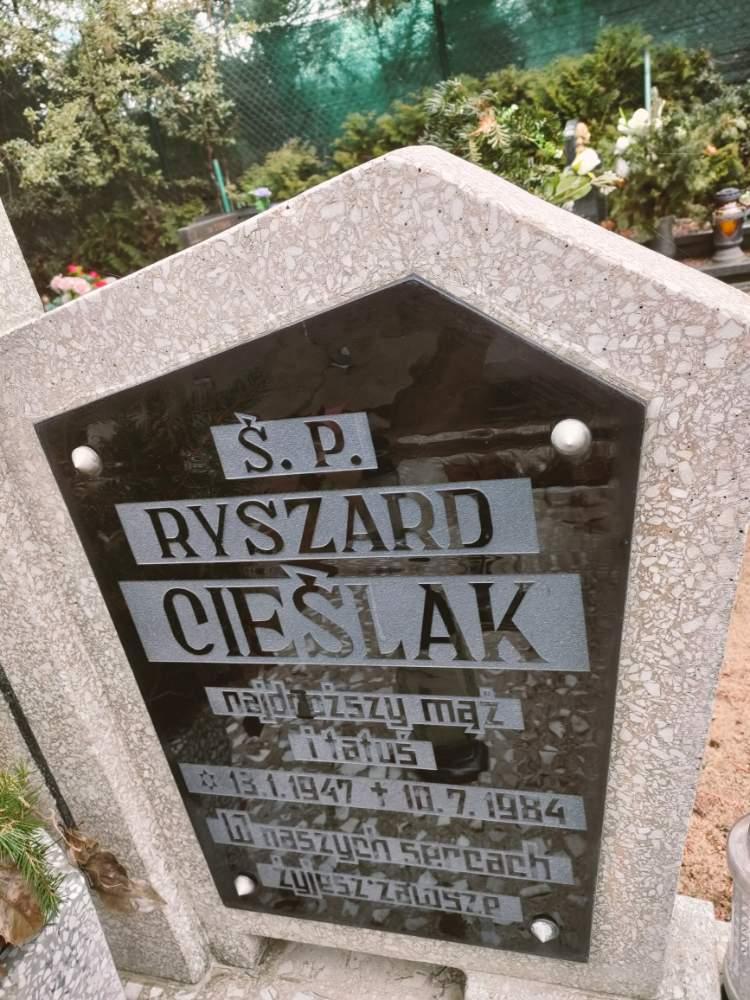 Ś. P.
RYSZARD
CIEŚLAK
najdroższy mąż
i tatuś
✡ 13.1.1947 + 10.7.1984
W naszych sercach
żyjesz zawsze